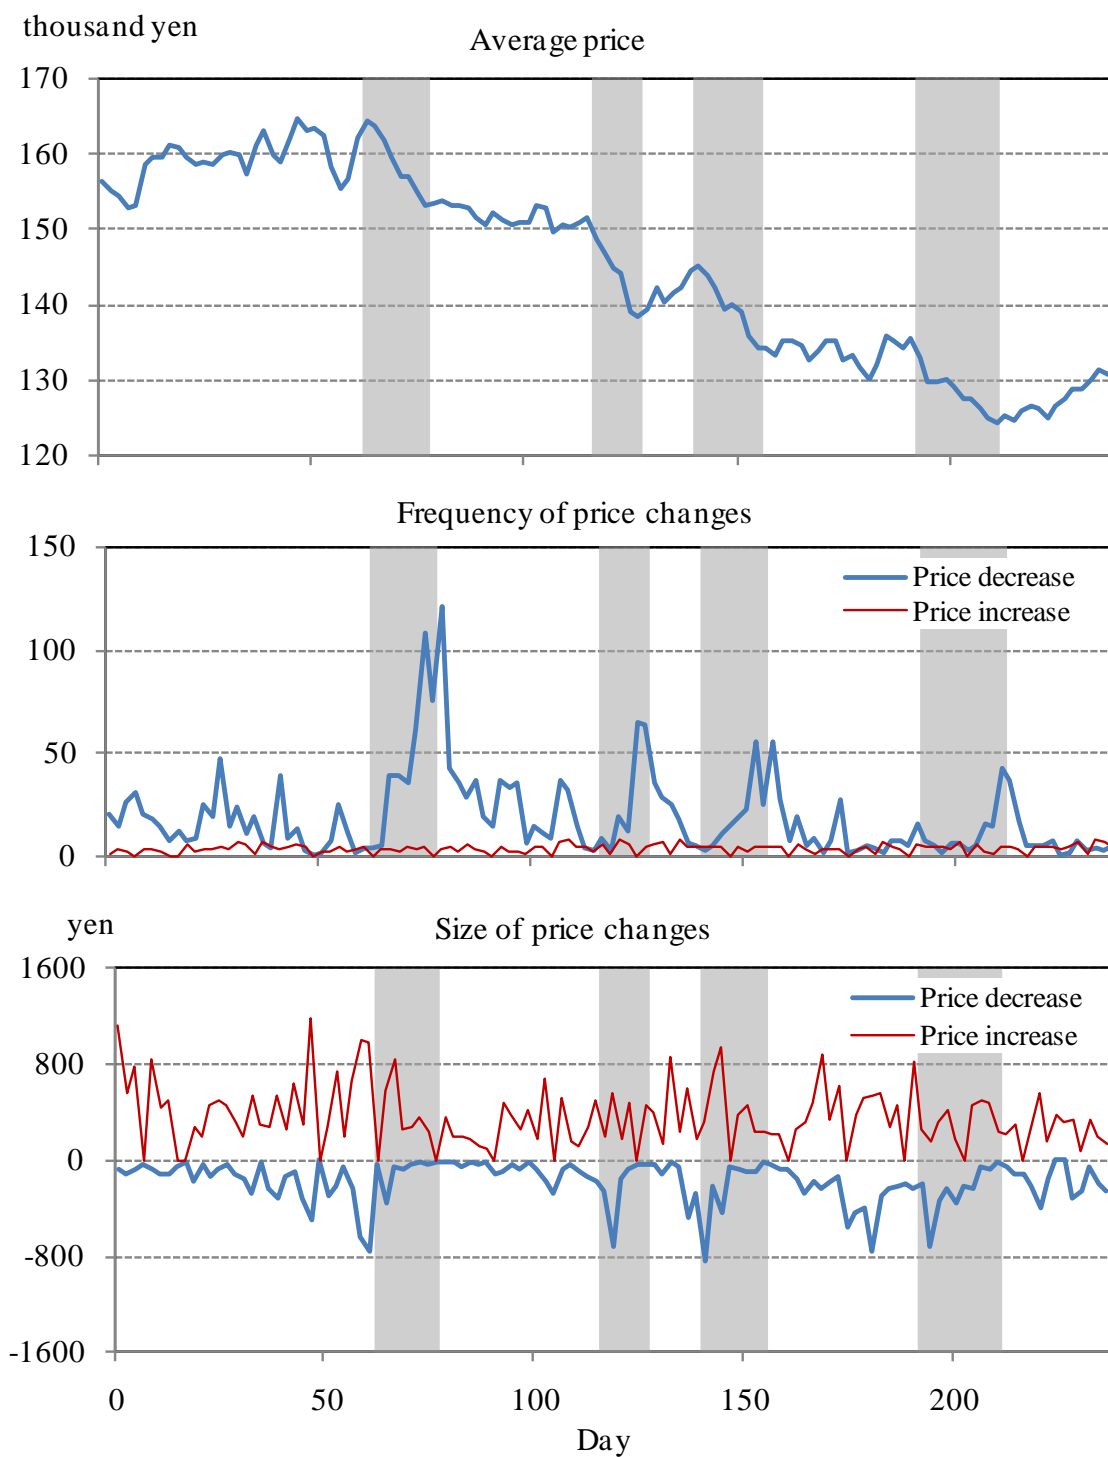 thousand yen
Average price
170
160
150
140
130
120
Frequency of price changes
150
100
50
0
Price decrease
Price increase
yen
Size of price changes
1600
800
0
-800
-1600
Price decrease
Price increase
0 50 100 150 200
Day